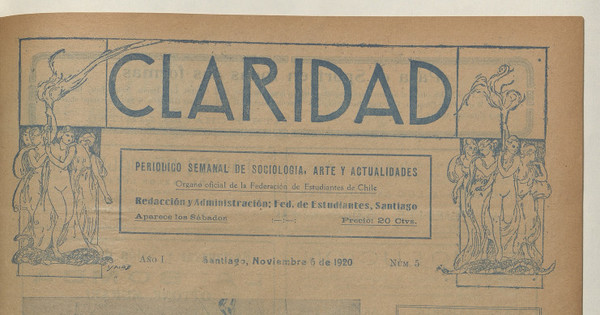 CLARIDAD
PERIODICO SEMANAL DE SOCIOLOGIA, ARTE Y ACTUALIDADES
Organo oficial de la Federación de Estudiantes de Chile
Redacción y Administración; Fed. de Estudiantes, Santiago
Aparece los Sábados Precio: 20 Ctvs.
Año I Santiago, Noviembre 6 de 1920 Núm. 5